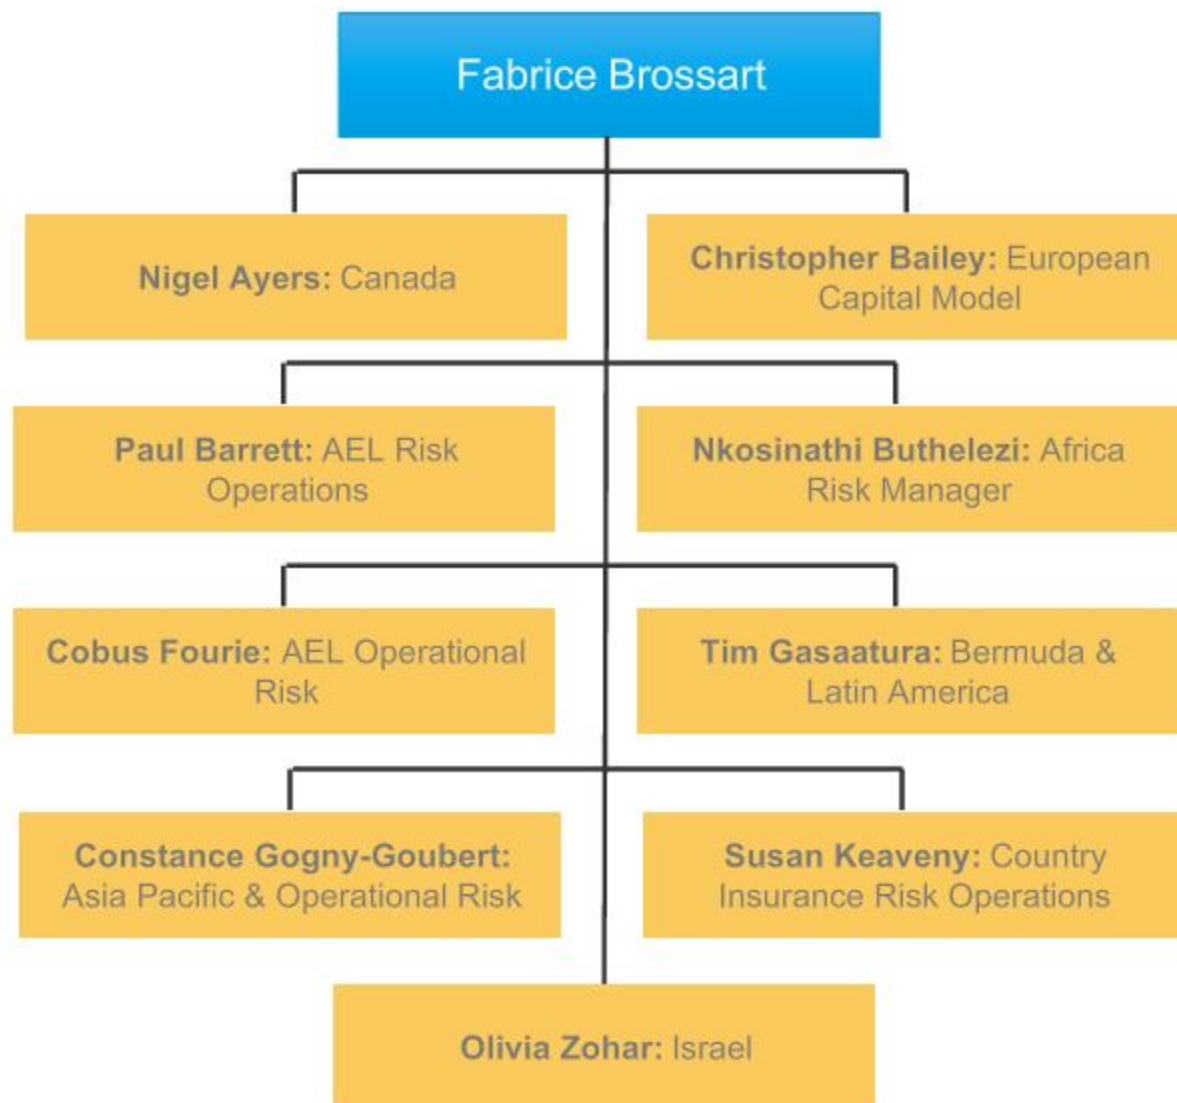 Fabrice Brossart
Nigel Ayers: Canada
Christopher Bailey: European
Capital Model
Paul Barrett: AEL Risk
Operations
Nkosinathi Buthelezi: Africa
Risk Manager
Cobus Fourie: AEL Operational
Risk
Tim Gasaatura: Bermuda &
Latin America
Constance Gogny-Goubert:
Asia Pacific & Operational Risk
Susan Keaveny: Country
Insurance Risk Operations
Olivia Zohar: Israel